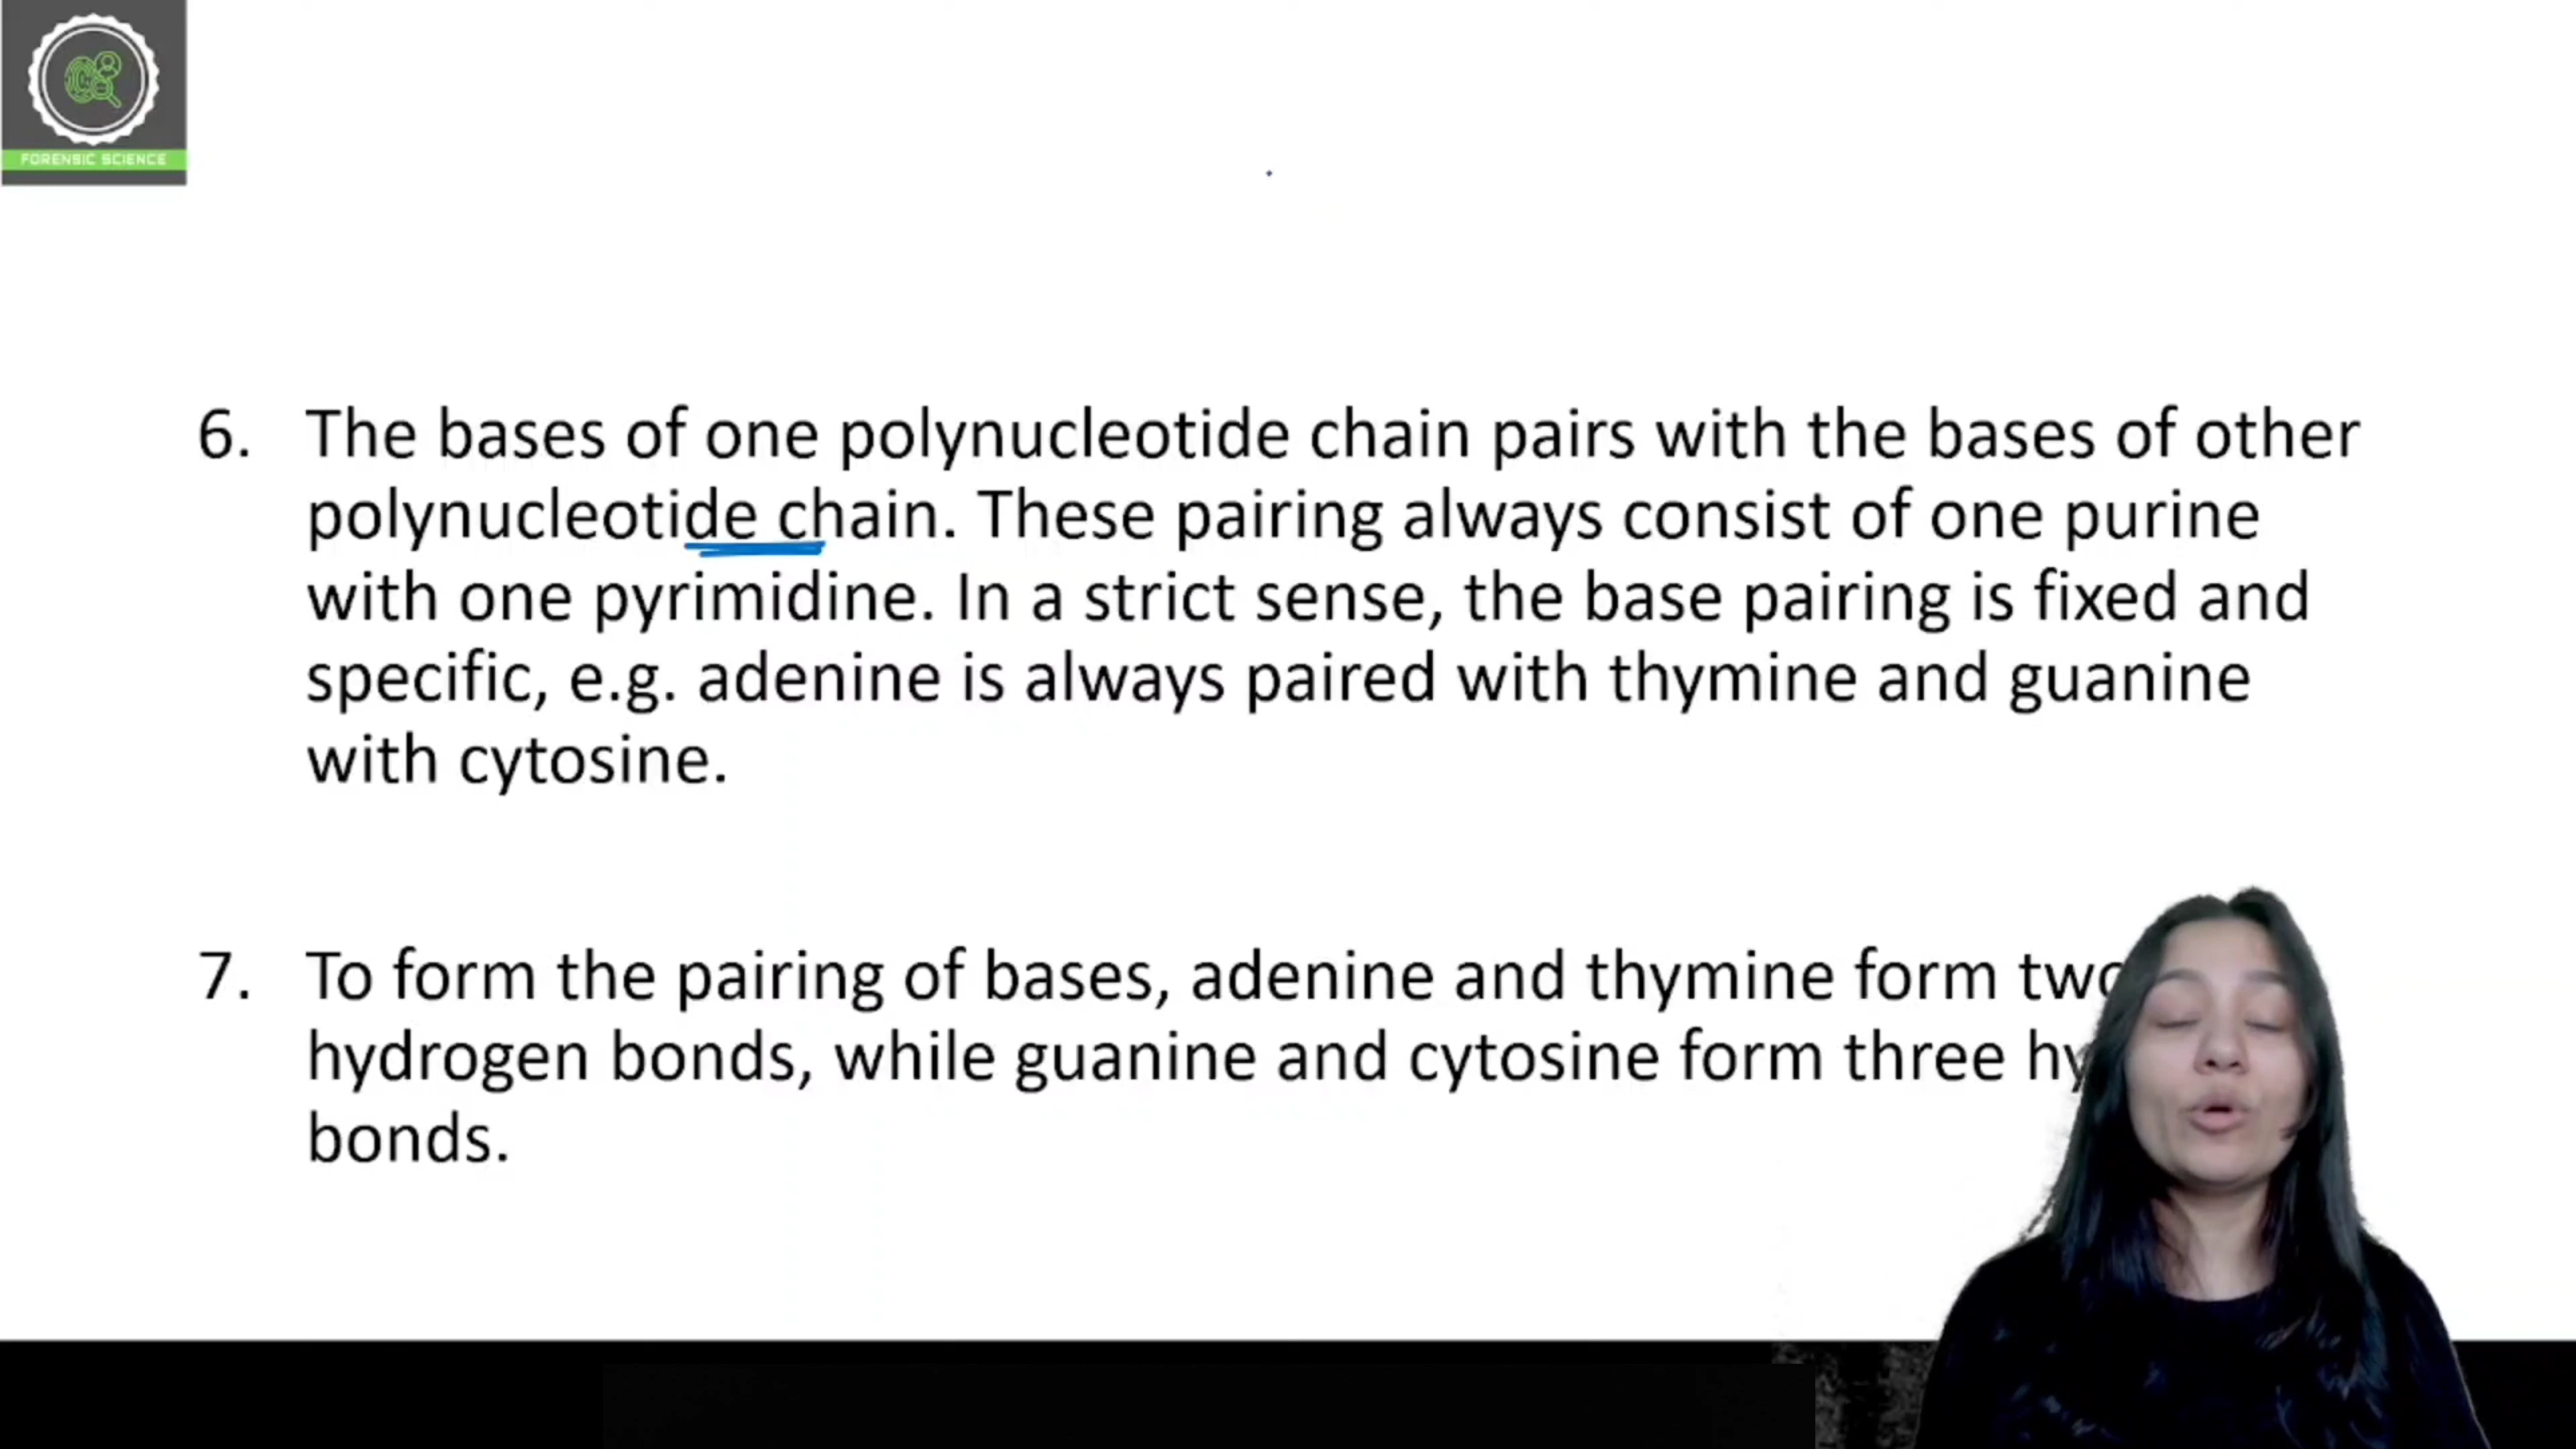 FORENSIC SCIENCE
6. The bases of one polynucleotide chain pairs with the bases of other
polynucleotide chain. These pairing always consist of one purine
with one pyrimidine. In a strict sense, the base pairing is fixed and
specific, e.g. adenine is always paired with thymine and guanine
with cytosine.
7. To form the pairing of bases, adenine and thymine form two
hydrogen bonds, while guanine and cytosine form three
bonds.